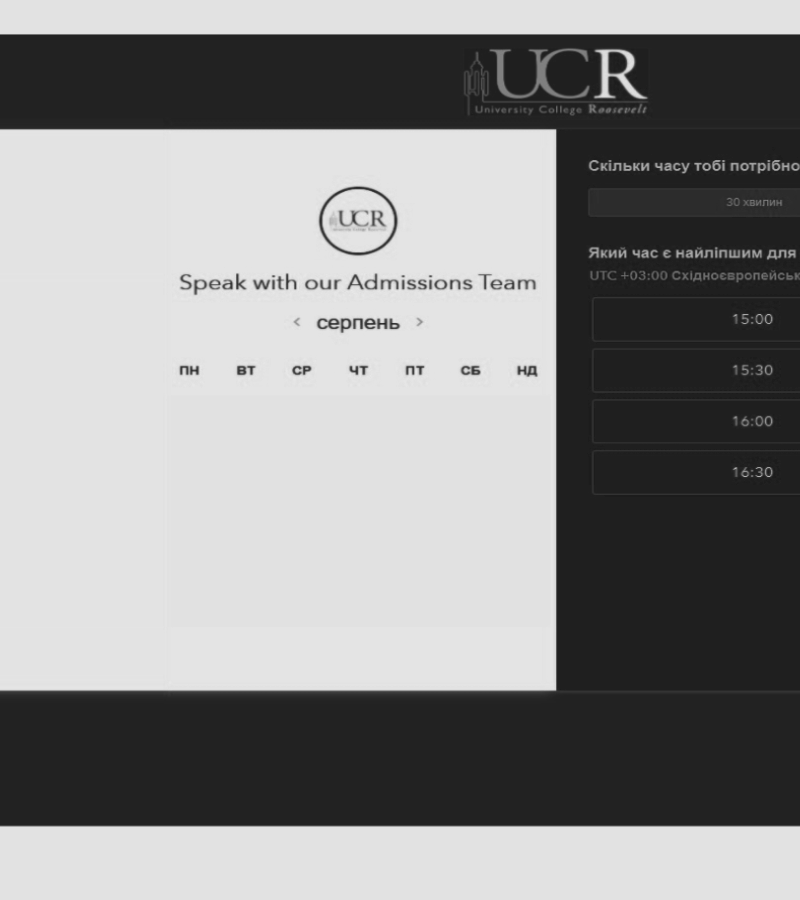 UCR
University College Roosevelt
UCR
Speak with our Admissions Team
< серпень >
ПН ВТ СР ЧТ ПТ СБ НД
Скільки часу тобі потрібно
30 хвилин
Який час є найліпшим для
UTC +03:00 Східноєвропейськ
15:00
15:30
16:00
16:30